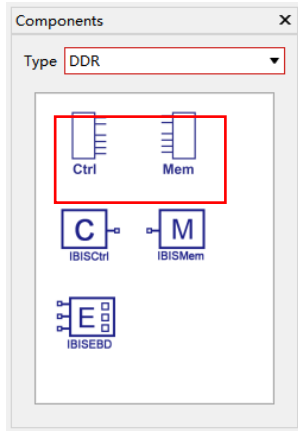 Components X
Type DDR
Ctrl Mem
C M
IBISCtrl IBISMem
E
IBISEBD